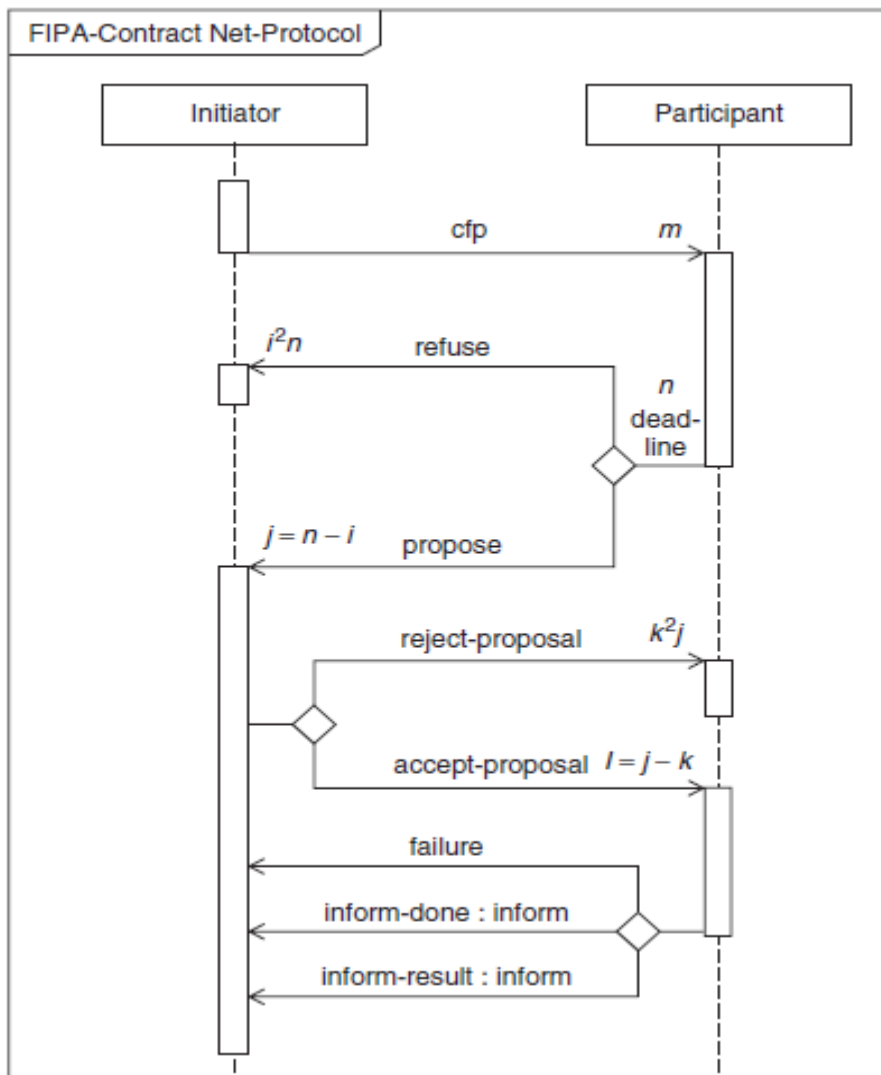 FIPA-Contract Net-Protocol
Initiator
Participant
cfp
m
i²n
refuse
n
dead-
line
j = n – i
propose
reject-proposal
k²j
accept-proposal
l = j – k
failure
inform-done : inform
inform-result : inform